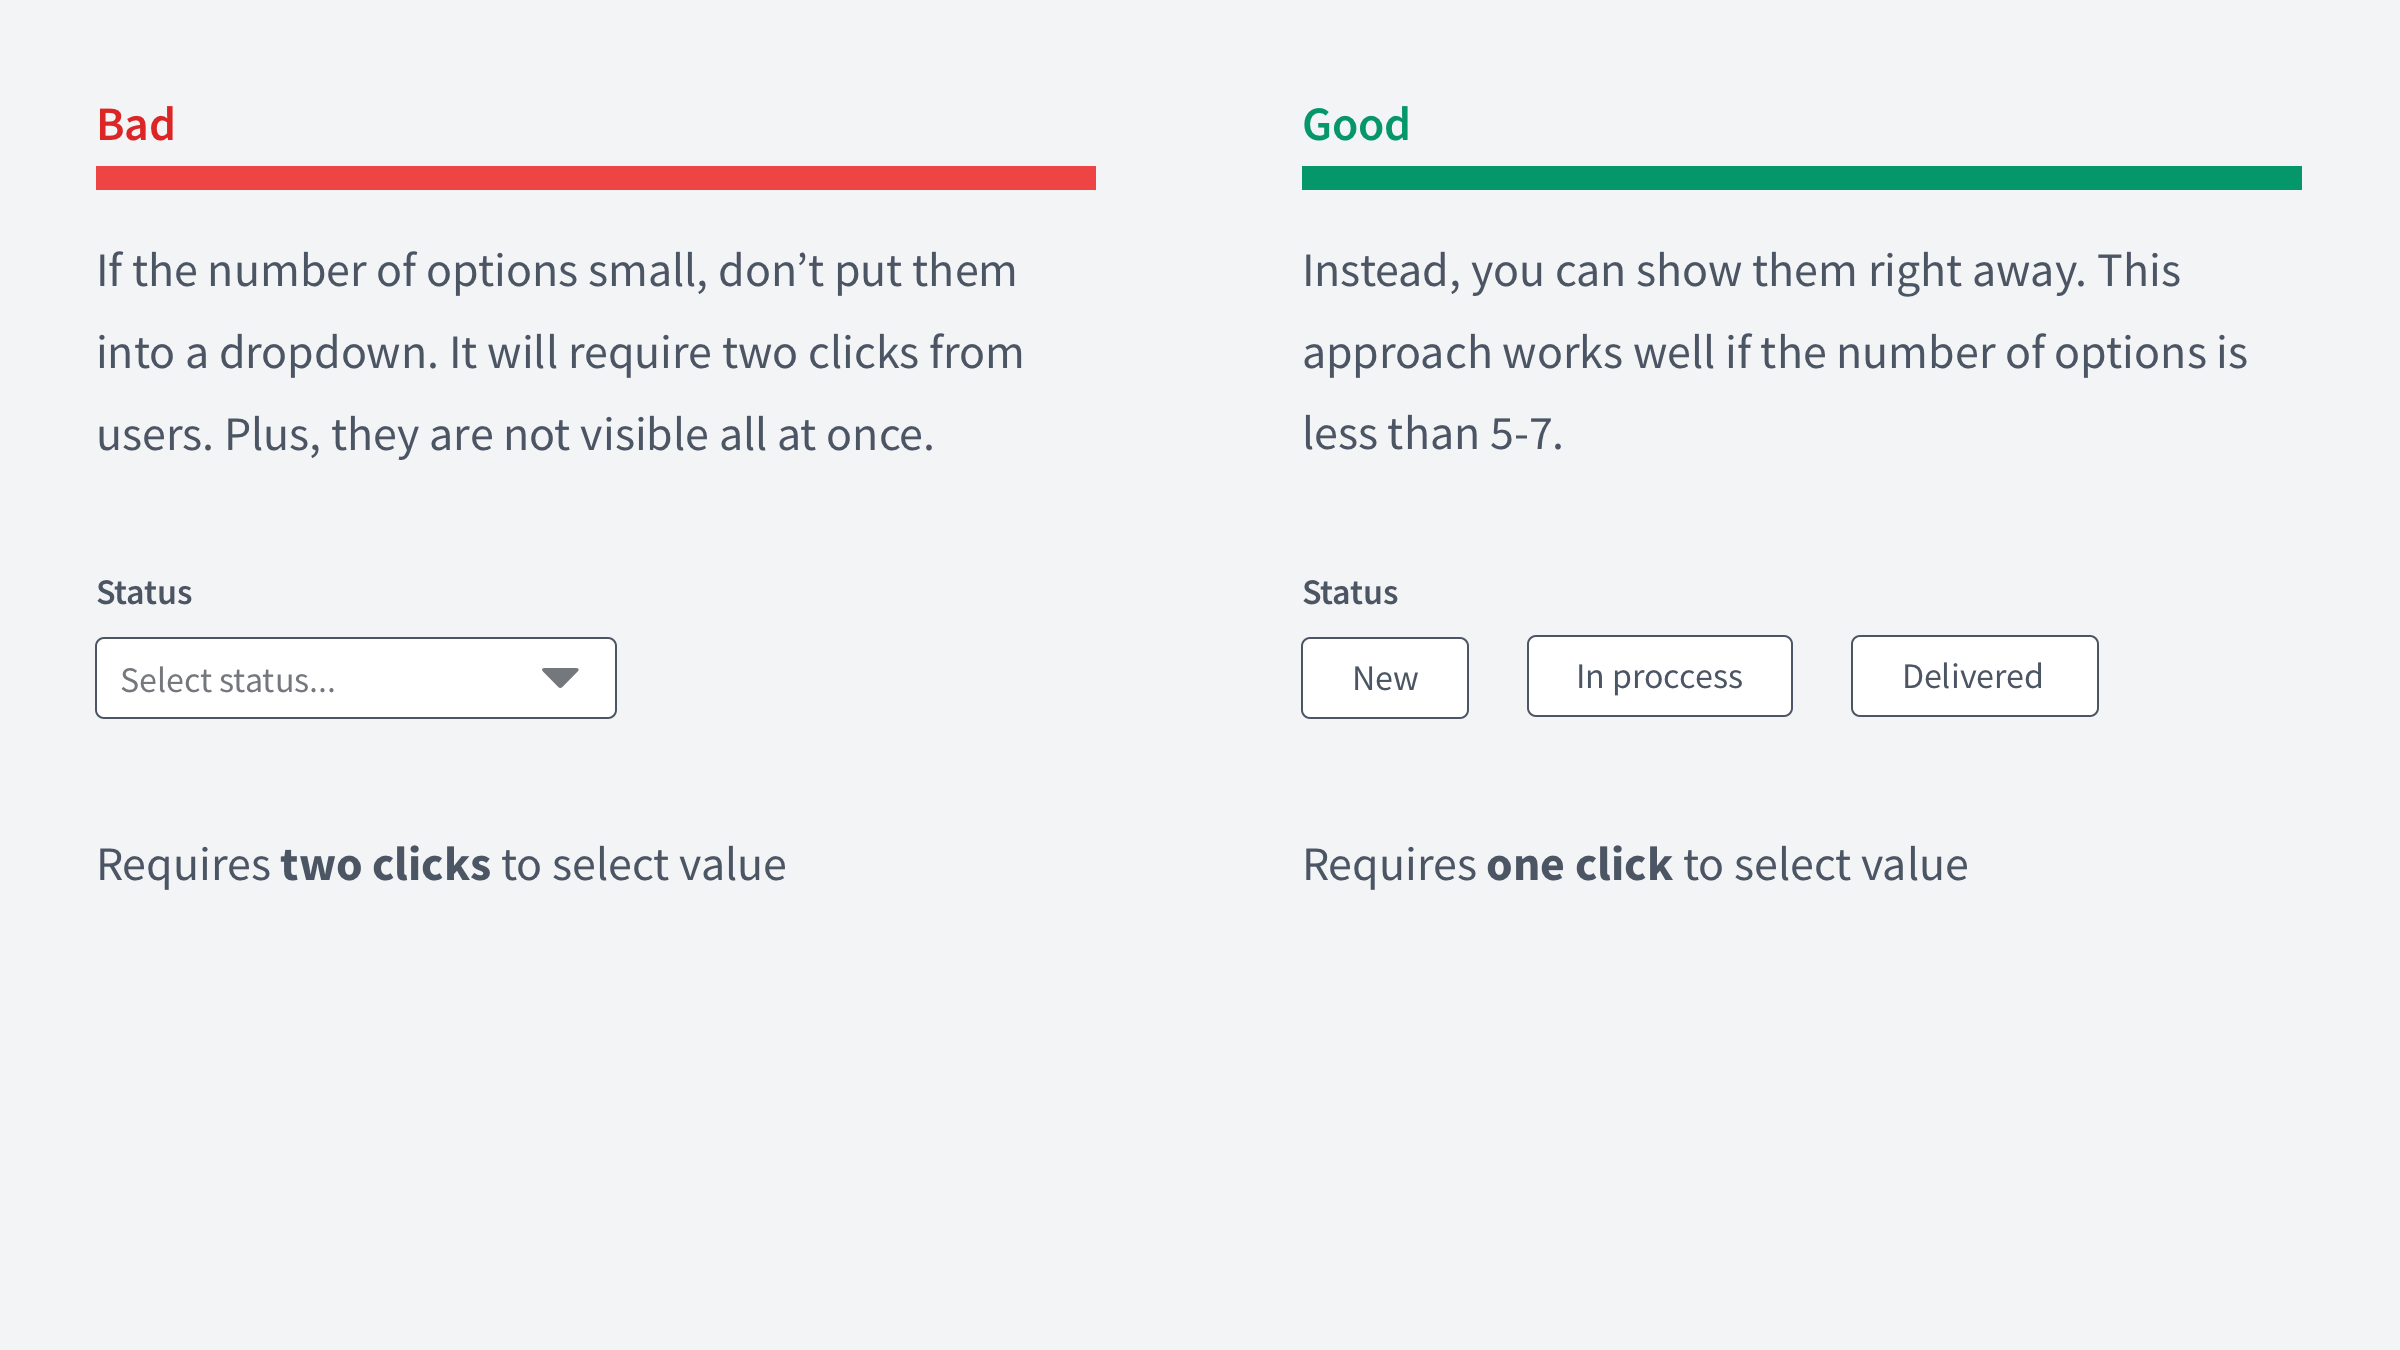 Bad
If the number of options small, don’t put them
into a dropdown. It will require two clicks from
users. Plus, they are not visible all at once.
Status
Select status...
Requires two clicks to select value
Good
Instead, you can show them right away. This
approach works well if the number of options is
less than 5-7.
Status
New
In proccess
Delivered
Requires one click to select value